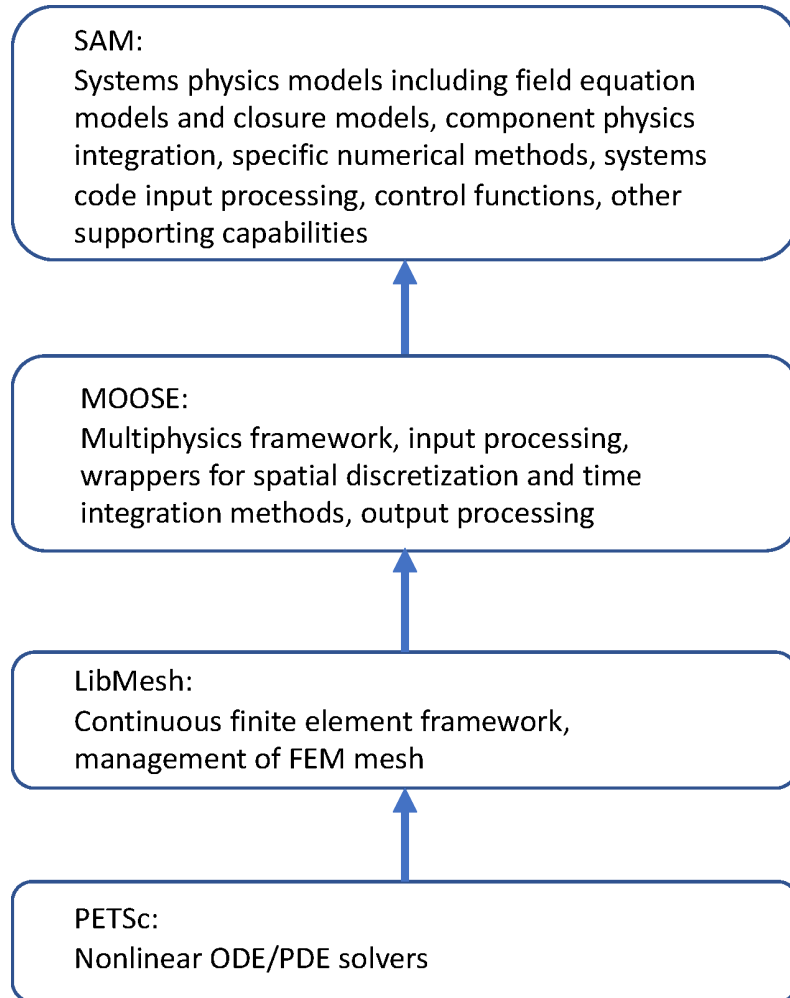 SAM:
Systems physics models including field equation
models and closure models, component physics
integration, specific numerical methods, systems
code input processing, control functions, other
supporting capabilities
MOOSE:
Multiphysics framework, input processing,
wrappers for spatial discretization and time
integration methods, output processing
LibMesh:
Continuous finite element framework,
management of FEM mesh
PETSc:
Nonlinear ODE/PDE solvers